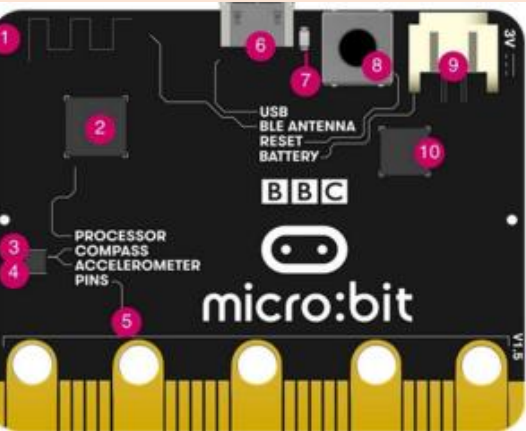 1
6
8
9
3V
7
2
USB
BLE ANTENNA
RESET
BATTERY
10
BBC
PROCESSOR
3
COMPASS
4
ACCELEROMETER
PINS
micro:bit
5
V1.5